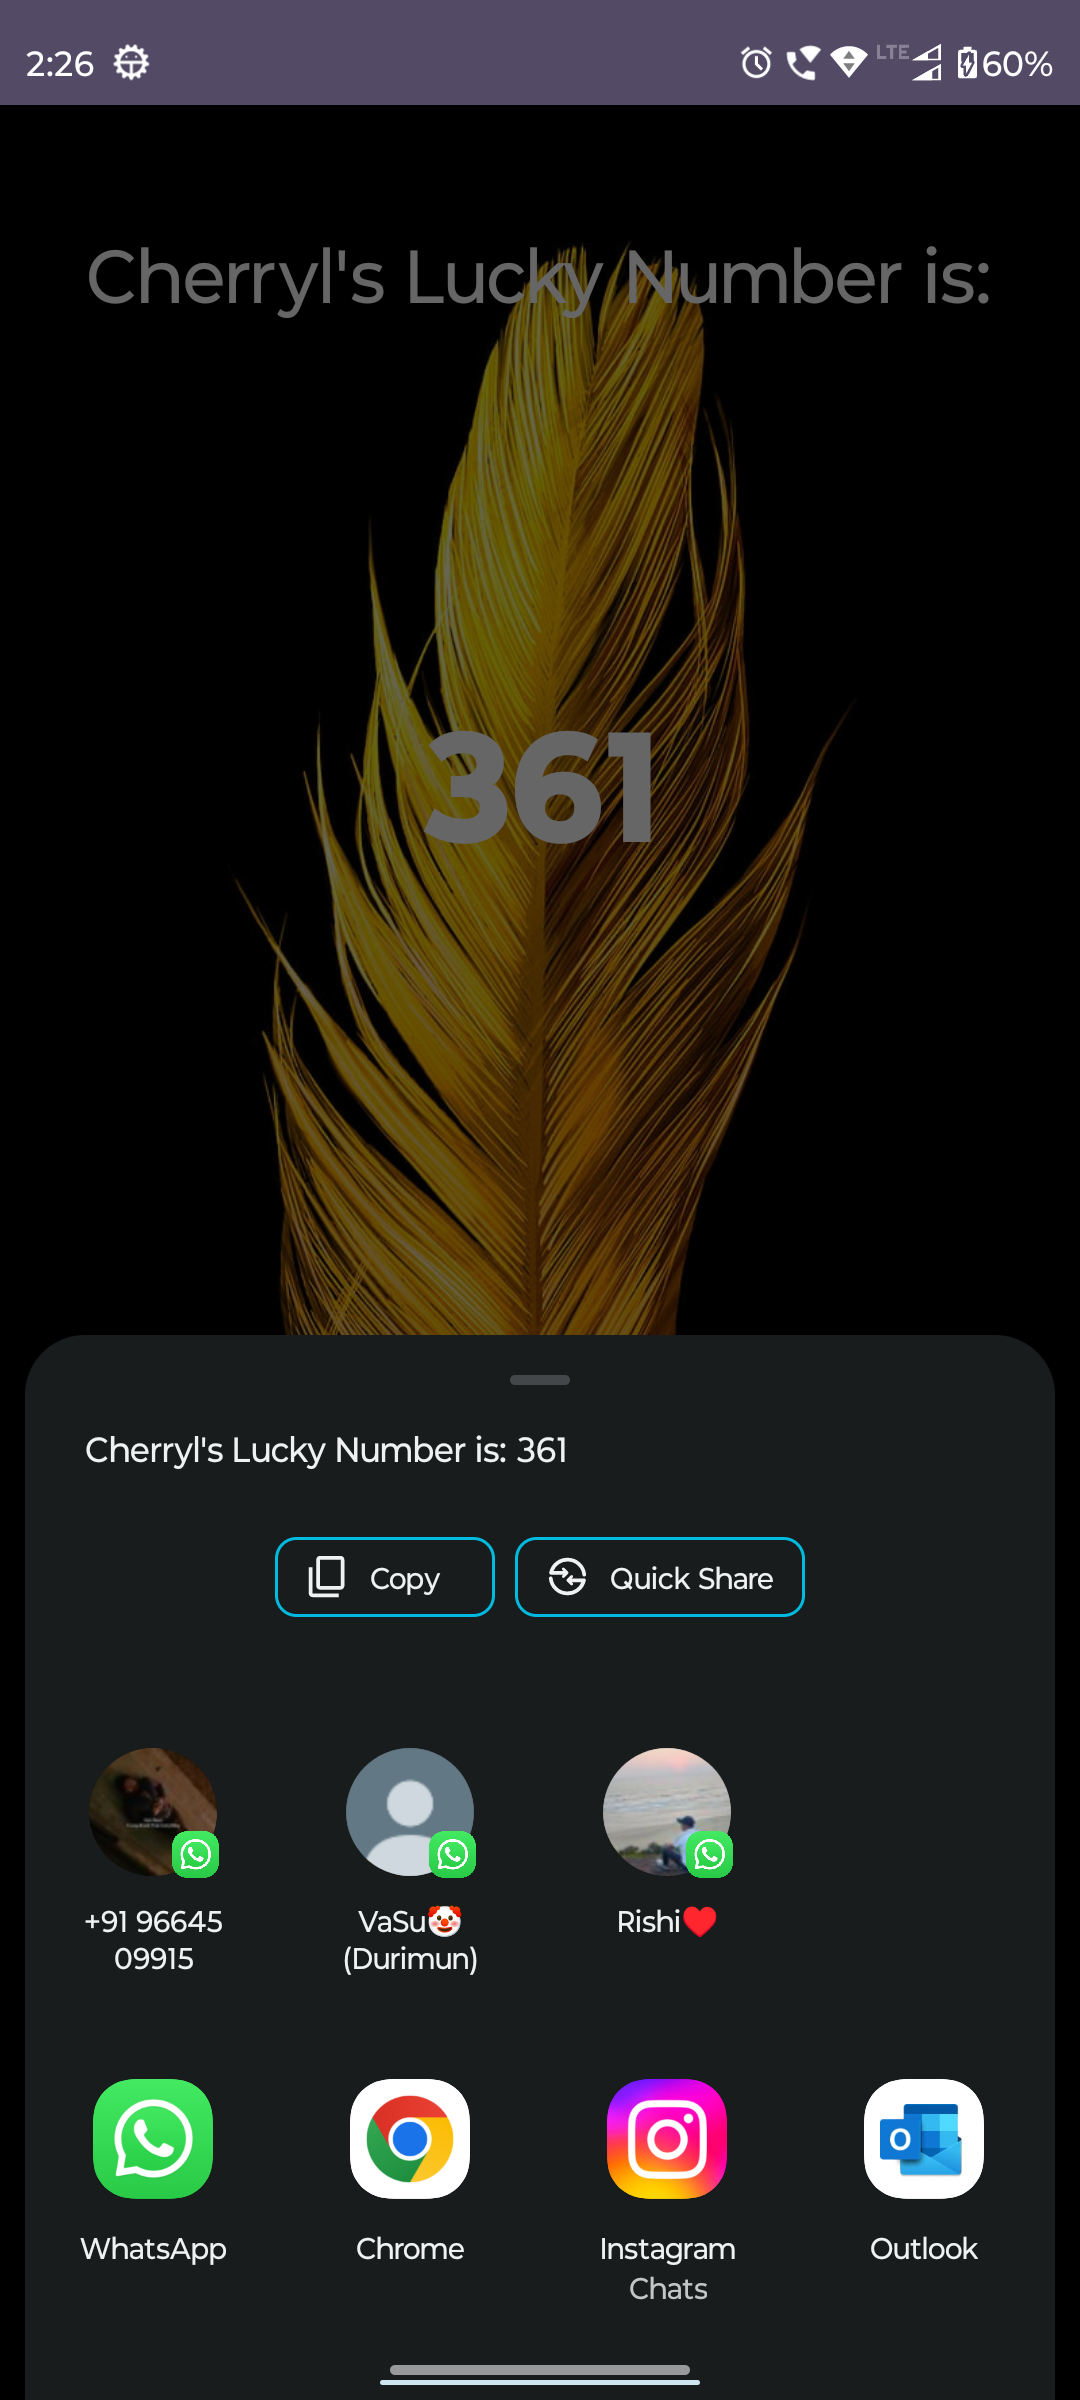 2:26
LTE
60%
Cherryl's Lucky Number is:
361
Cherryl's Lucky Number is: 361
Copy
Quick Share
+91 96645
09915
VaSu🤡
(Durimun)
Rishi❤️
WhatsApp
Chrome
Instagram
Chats
Outlook